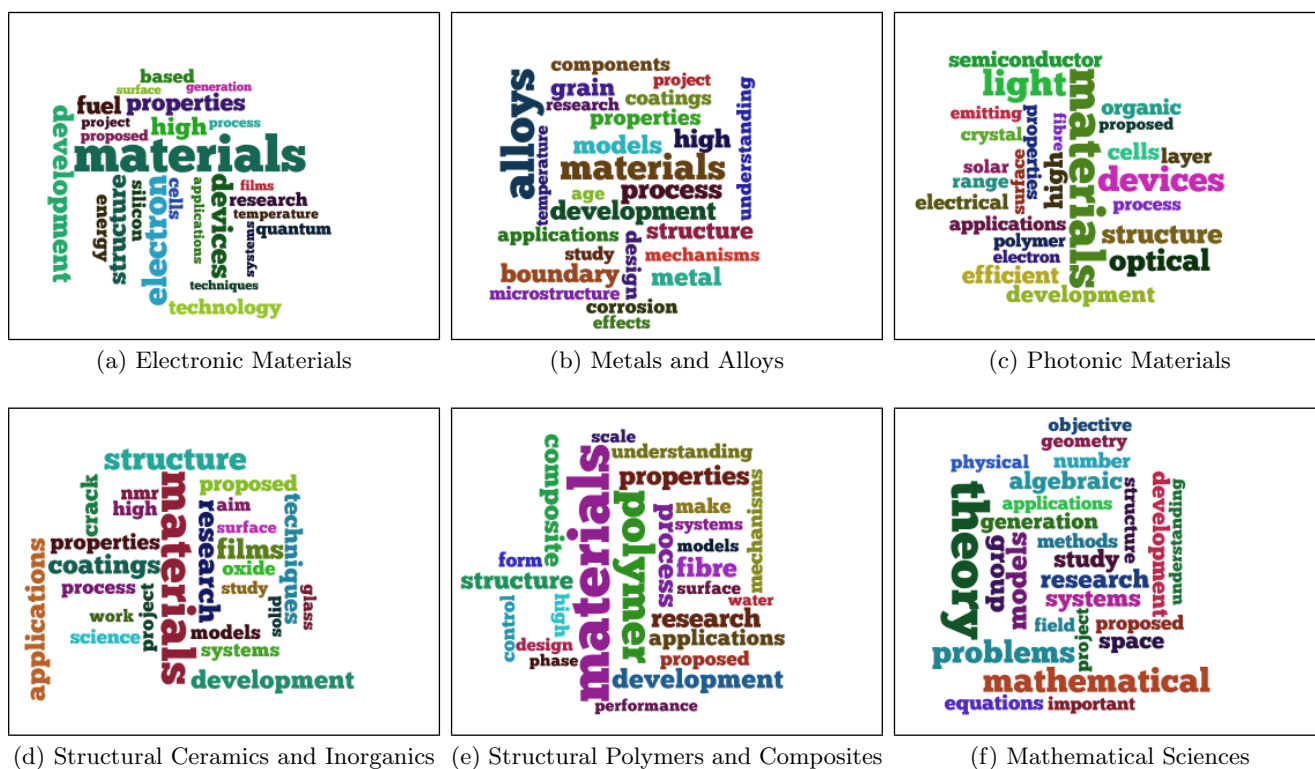 based
surface
generation
fuel
properties
project
proposed
high
process
development
materials
structure
silicon
electron
cells
applications
devices
films
research
temperature
quantum
energy
systems
techniques
technology
(a) Electronic Materials
components
alloys
grain
project
research
coatings
understanding
properties
temperature
models
high
materials
age
process
development
applications
structure
study
design
mechanisms
boundary
metal
microstructure
corrosion
effects
(b) Metals and Alloys
semiconductor
light
materials
emitting
properties
fibre
organic
proposed
crystal
cells
layer
solar
surface
high
range
devices
electrical
process
applications
structure
polymer
electron
optical
efficient
development
(c) Photonic Materials
structure
materials
crack
nmr
high
proposed
aim
techniques
research
surface
properties
films
coatings
oxide
applications
process
study
project
solid
glass
work
science
models
systems
development
(d) Structural Ceramics and Inorganics
scale
composite
materials
understanding
properties
polymer
mechanisms
make
process
systems
models
form
fibre
structure
surface
control
high
water
research
design
applications
phase
proposed
development
performance
(e) Structural Polymers and Composites
objective
geometry
physical
number
algebraic
structure
development
understanding
theory
applications
generation
group
models
methods
study
research
systems
field
project
proposed
space
problems
mathematical
equations
important
(f) Mathematical Sciences